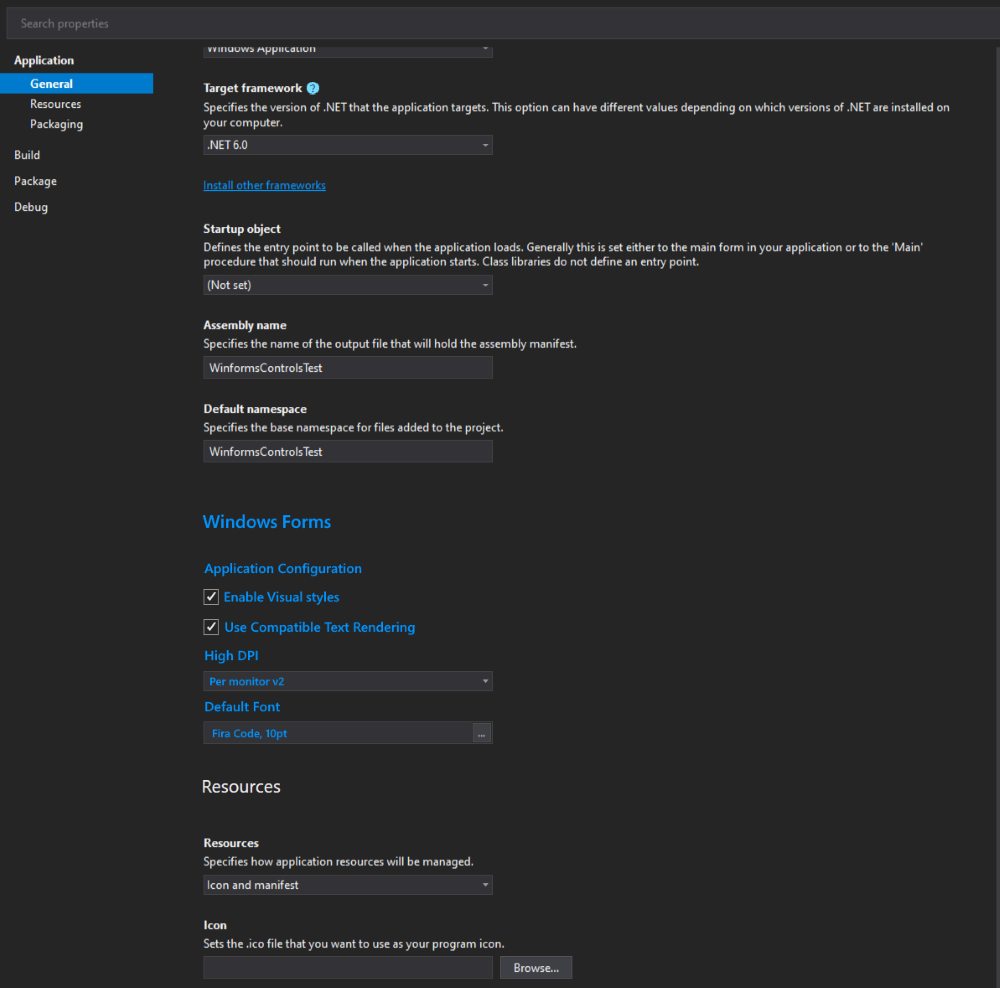 Search properties
Application
General
Resources
Packaging
Build
Package
Debug
Windows Application
Target framework ?
Specifies the version of .NET that the application targets. This option can have different values depending on which versions of .NET are installed on
your computer.
.NET 6.0
Install other frameworks
Startup object
Defines the entry point to be called when the application loads. Generally this is set either to the main form in your application or to the 'Main'
procedure that should run when the application starts. Class libraries do not define an entry point.
(Not set)
Assembly name
Specifies the name of the output file that will hold the assembly manifest.
WinformsControlsTest
Default namespace
Specifies the base namespace for files added to the project.
WinformsControlsTest
Windows Forms
Application Configuration
Enable Visual styles
Use Compatible Text Rendering
High DPI
Per monitor v2
Default Font
Fira Code, 10pt
...
Resources
Resources
Specifies how application resources will be managed.
Icon and manifest
Icon
Sets the .ico file that you want to use as your program icon.
Browse...